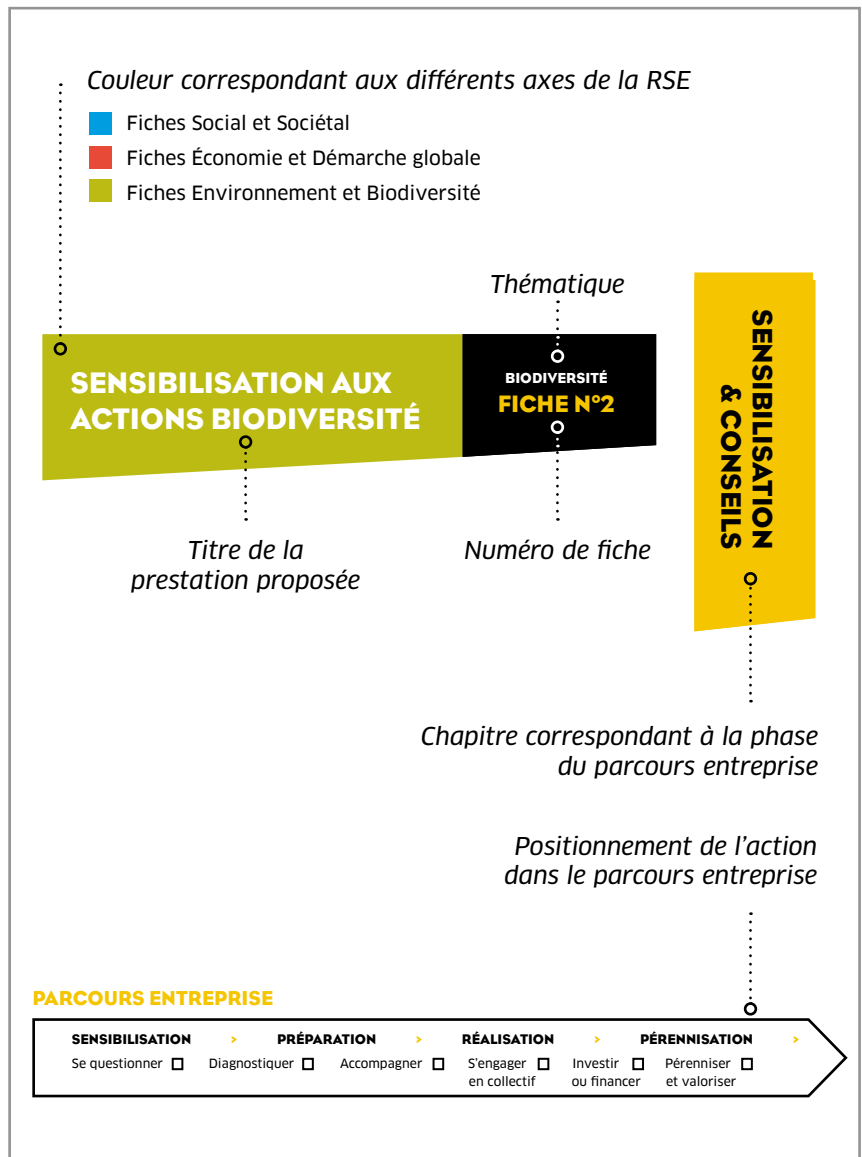 Couleur correspondant aux différents axes de la RSE
Fiches Social et Sociétal
Fiches Économie et Démarche globale
Fiches Environnement et Biodiversité
Thématique
SENSIBILISATION AUX
ACTIONS BIODIVERSITÉ
BIODIVERSITÉ
FICHE N°2
SENSIBILISATION
& CONSEILS
Titre de la
prestation proposée
Numéro de fiche
Chapitre correspondant à la phase
du parcours entreprise
Positionnement de l'action
dans le parcours entreprise
PARCOURS ENTREPRISE
SENSIBILISATION > PRÉPARATION > RÉALISATION > PÉRENNISATION >
Se questionner Diagnostiquer Accompagner S'engager Investir Pérenniser
en collectif ou financer et valoriser